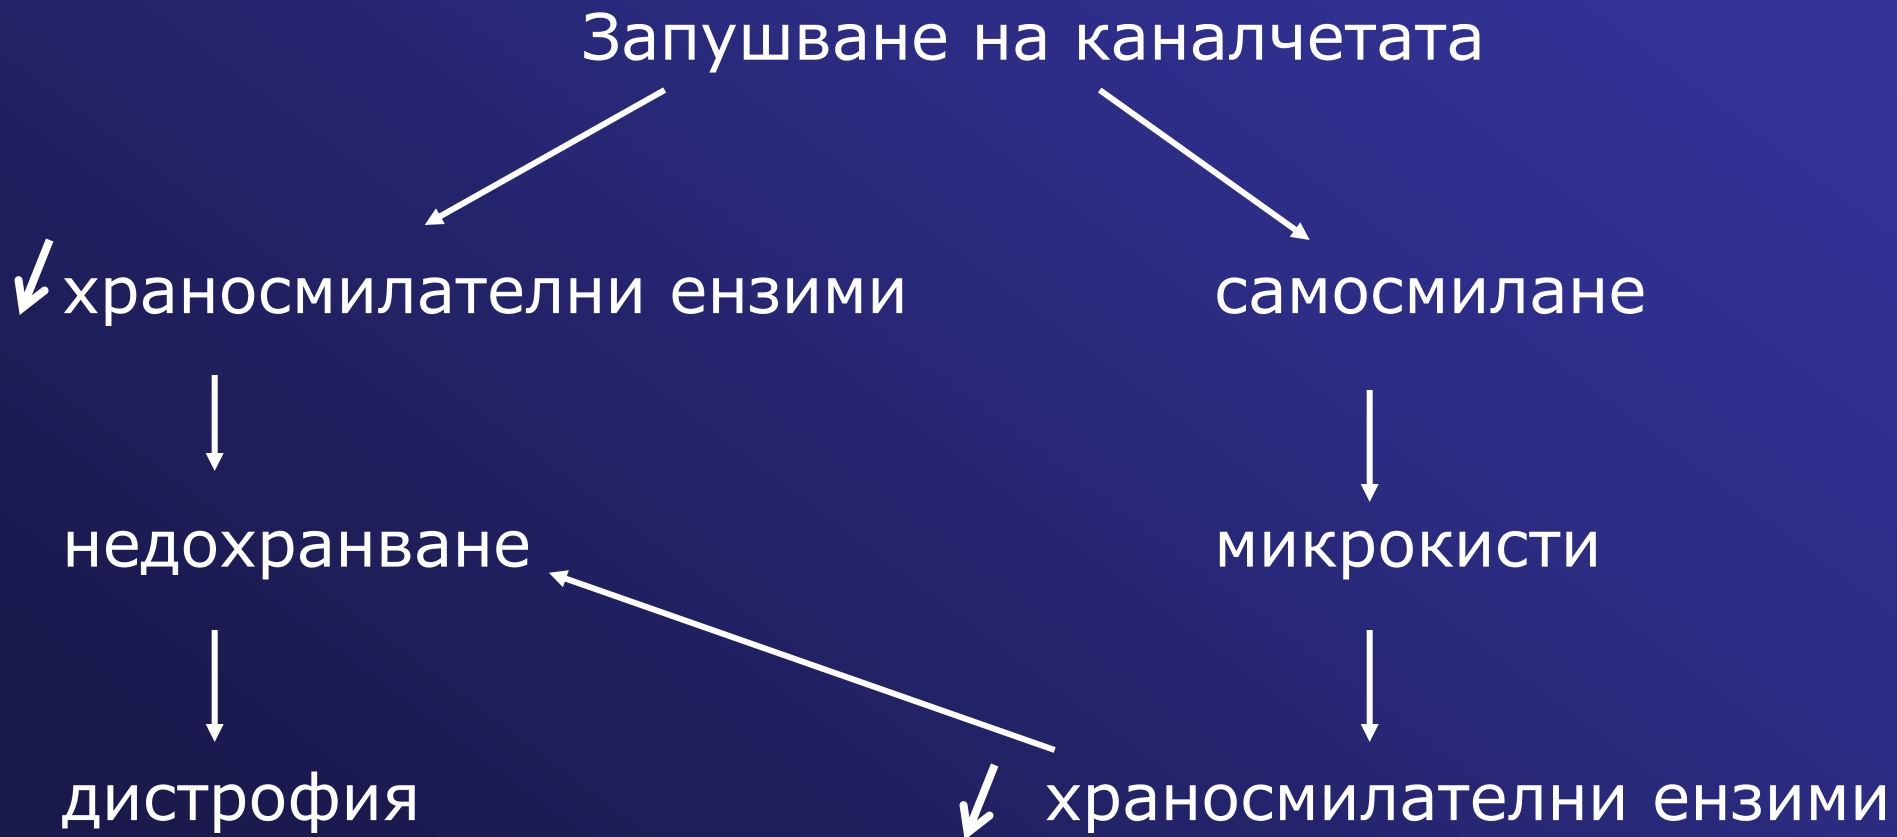 Запушване на каналчетата
храносмилателни ензими
самосмилане
недохранване
микрокисти
дистрофия
храносмилателни ензими